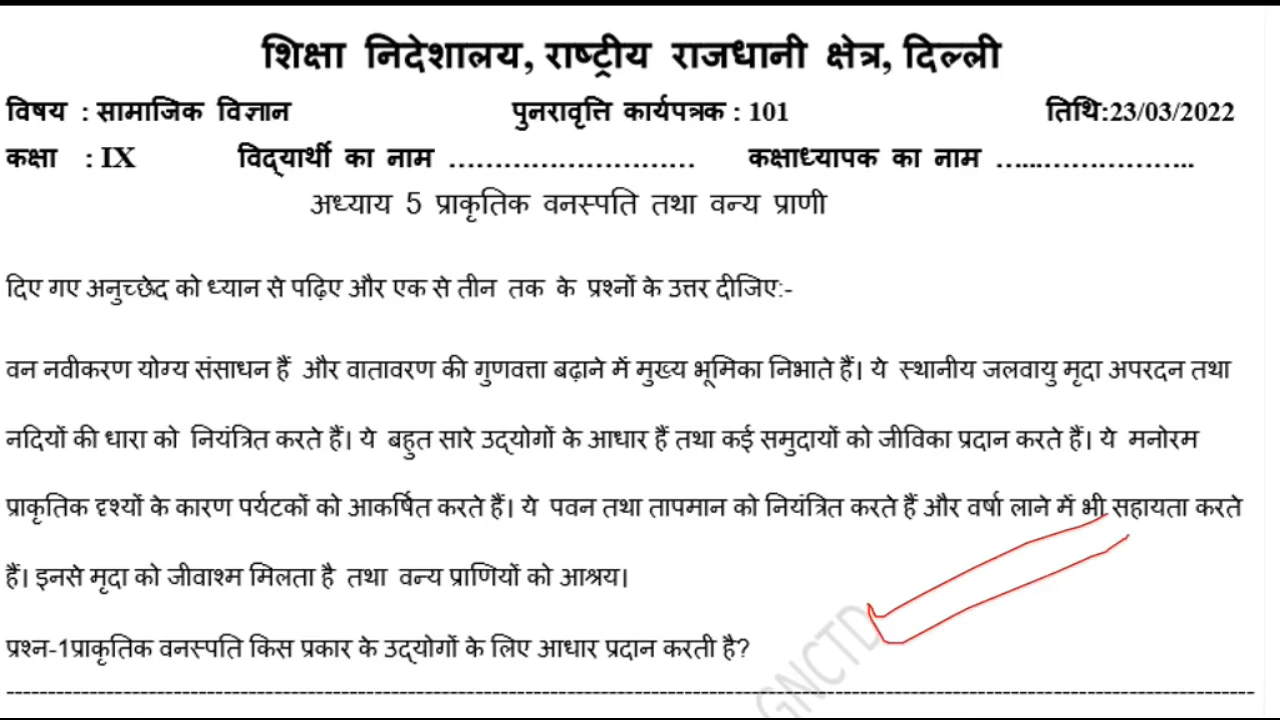 शिक्षा निदेशालय, राष्ट्रीय राजधानी क्षेत्र, दिल्ली
विषय : सामाजिक विज्ञान पुनरावृत्ति कार्यपत्रक : 101 तिथि:23/03/2022
कक्षा : IX विद्यार्थी का नाम ………………………… कक्षाध्यापक का नाम …...……………..
अध्याय 5 प्राकृतिक वनस्पति तथा वन्य प्राणी
दिए गए अनुच्छेद को ध्यान से पढ़िए और एक से तीन तक के प्रश्नों के उत्तर दीजिए:-
वन नवीकरण योग्य संसाधन हैं और वातावरण की गुणवत्ता बढ़ाने में मुख्य भूमिका निभाते हैं। ये स्थानीय जलवायु मृदा अपरदन तथा
नदियों की धारा को नियंत्रित करते हैं। ये बहुत सारे उद्योगों के आधार हैं तथा कई समुदायों को जीविका प्रदान करते हैं। ये मनोरम
प्राकृतिक दृश्यों के कारण पर्यटकों को आकर्षित करते हैं। ये पवन तथा तापमान को नियंत्रित करते हैं और वर्षा लाने में भी सहायता करते
हैं। इनसे मृदा को जीवाश्म मिलता है तथा वन्य प्राणियों को आश्रय।
प्रश्न-1प्राकृतिक वनस्पति किस प्रकार के उद्योगों के लिए आधार प्रदान करती है?
GNCTD